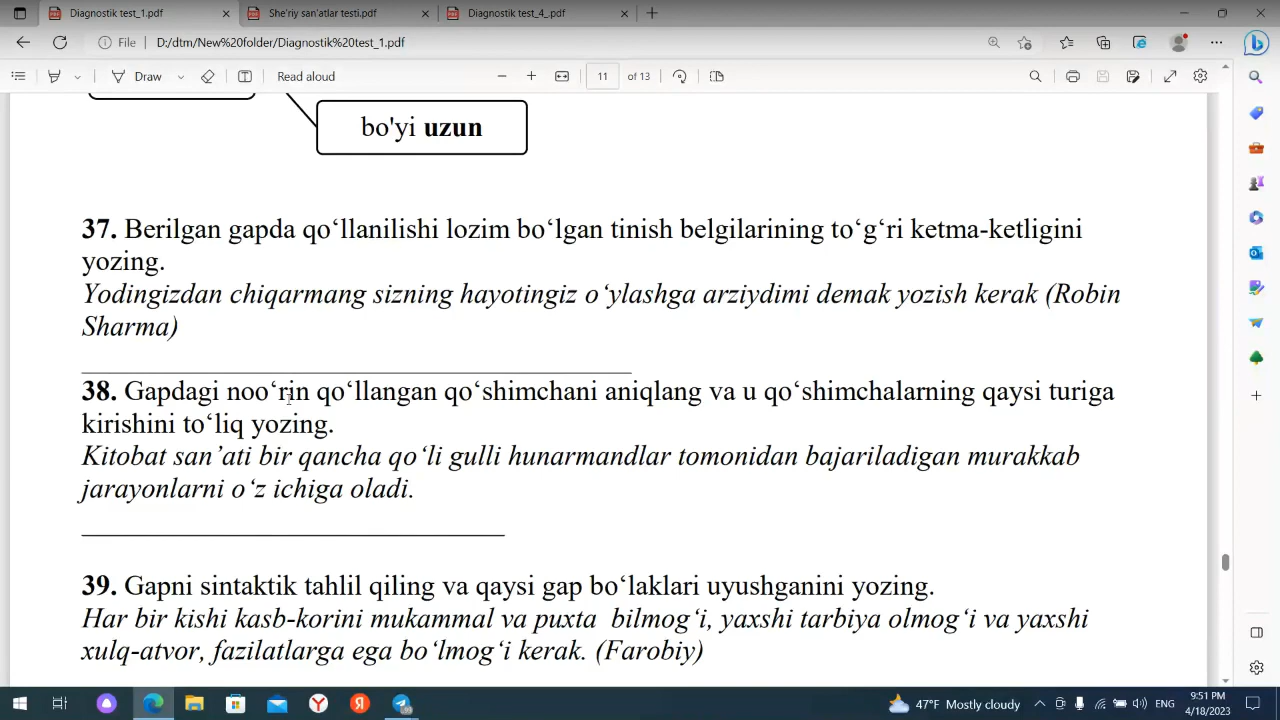 Diagnostik test_1.pdf
She'riy san'atlar testi.pdf
Diagnostik test_4_.pdf
File
D:/dtm/New%20folder/Diagnostik%20test_1.pdf
Draw
Read aloud
11
of 13
bo'yi uzun
37. Berilgan gapda qo‘llanilishi lozim bo‘lgan tinish belgilarining to‘g‘ri ketma-ketligini
yozing.
Yodingizdan chiqarmang sizning hayotingiz o‘ylashga arziydimi demak yozish kerak (Robin
Sharma)
38. Gapdagi noo‘rin qo‘llangan qo‘shimchani aniqlang va u qo‘shimchalarning qaysi turiga
kirishini to‘liq yozing.
Kitobat san’ati bir qancha qo‘li gulli hunarmandlar tomonidan bajariladigan murakkab
jarayonlarni o‘z ichiga oladi.
39. Gapni sintaktik tahlil qiling va qaysi gap bo‘laklari uyushganini yozing.
Har bir kishi kasb-korini mukammal va puxta  bilmog‘i, yaxshi tarbiya olmog‘i va yaxshi
xulq-atvor, fazilatlarga ega bo‘lmog‘i kerak. (Farobiy)
47°F Mostly cloudy
ENG
9:51 PM
4/18/2023